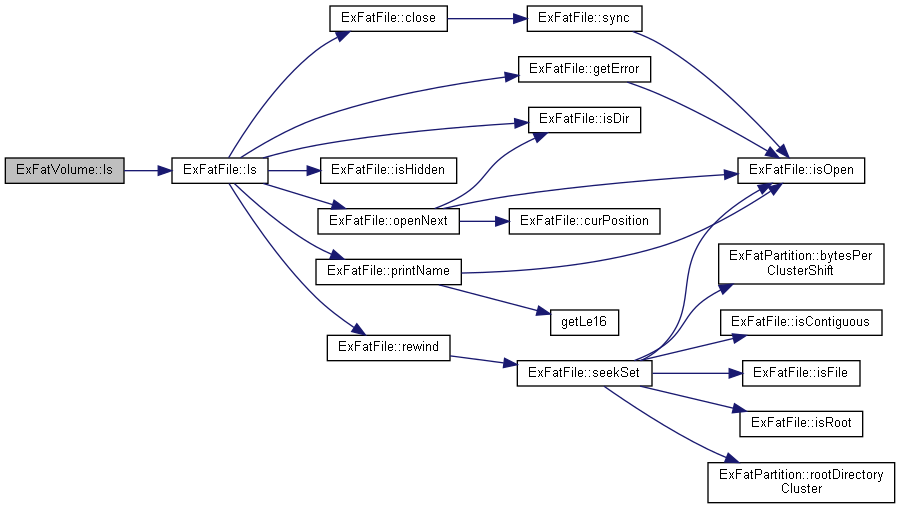 ExFatFile::close
ExFatFile::sync
ExFatFile::getError
ExFatFile::isDir
ExFatVolume::ls
ExFatFile::ls
ExFatFile::isHidden
ExFatFile::isOpen
ExFatFile::openNext
ExFatFile::curPosition
ExFatFile::printName
ExFatPartition::bytesPer
ClusterShift
getLe16
ExFatFile::isContiguous
ExFatFile::rewind
ExFatFile::seekSet
ExFatFile::isFile
ExFatFile::isRoot
ExFatPartition::rootDirectory
Cluster